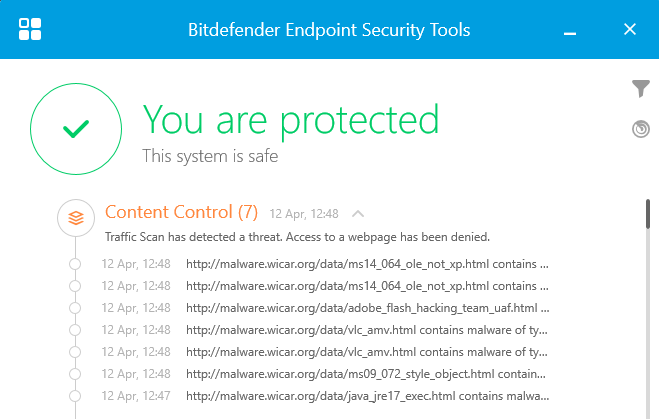 Bitdefender Endpoint Security Tools
You are protected
This system is safe
Content Control (7) 12 Apr, 12:48
Traffic Scan has detected a threat. Access to a webpage has been denied.
12 Apr, 12:48 http://malware.wicar.org/data/ms14_064_ole_not_xp.html contains ...
12 Apr, 12:48 http://malware.wicar.org/data/ms14_064_ole_not_xp.html contains ...
12 Apr, 12:48 http://malware.wicar.org/data/adobe_flash_hacking_team_uaf.html ...
12 Apr, 12:48 http://malware.wicar.org/data/vlc_amv.html contains malware of ty...
12 Apr, 12:48 http://malware.wicar.org/data/vlc_amv.html contains malware of ty...
12 Apr, 12:48 http://malware.wicar.org/data/ms09_072_style_object.html contain...
12 Apr, 12:47 http://malware.wicar.org/data/java_jre17_exec.html contains malwa...